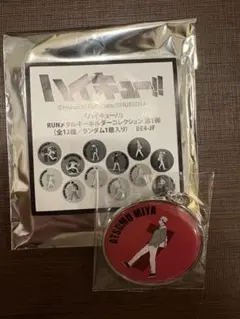 ハイキュー!!
「ハイキュー!!」
RUNメタルキーホルダーコレクション 第1弾
(全12種/ランダム1種入り)
ATSUMU MIYA